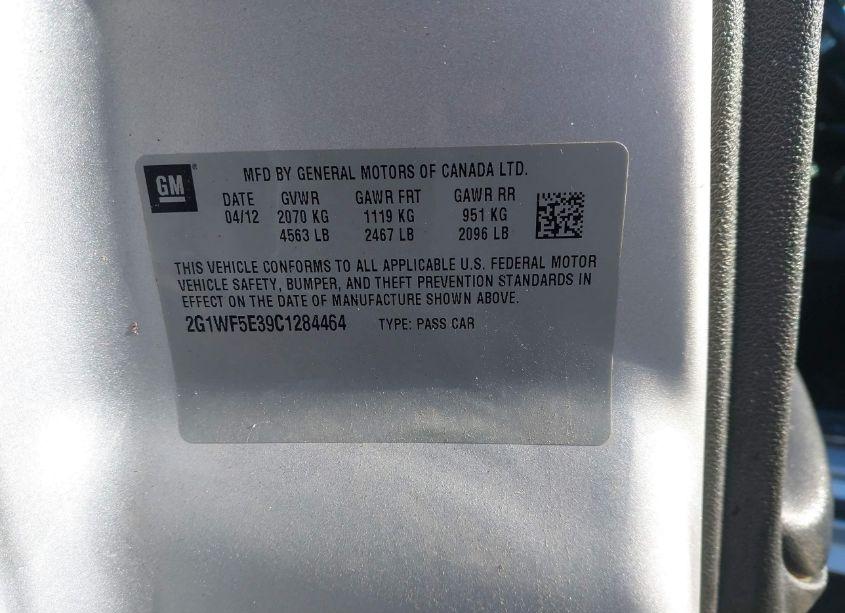 GM ®
MFD BY GENERAL MOTORS OF CANADA LTD.
DATE GVWR GAWR FRT GAWR RR
04/12 2070 KG 1119 KG 951 KG
4563 LB 2467 LB 2096 LB
THIS VEHICLE CONFORMS TO ALL APPLICABLE U.S. FEDERAL MOTOR
VEHICLE SAFETY, BUMPER, AND THEFT PREVENTION STANDARDS IN
EFFECT ON THE DATE OF MANUFACTURE SHOWN ABOVE.
2G1WF5E39C1284464 TYPE: PASS CAR